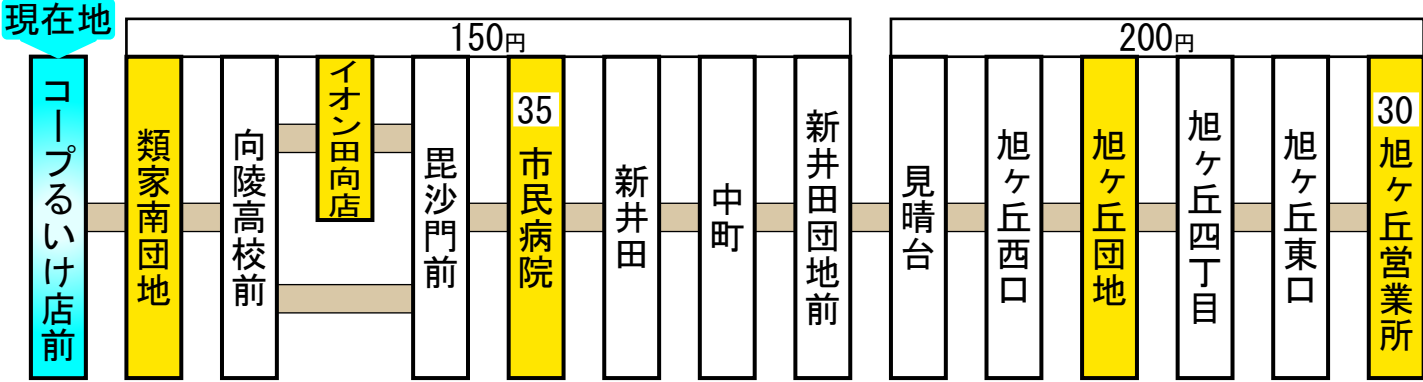 現在地
150円
200円
コープるいけ店前
類家南団地
向陵高校前
イオン田向店
毘沙門前
35
市民病院
新井田
中町
新井田団地前
見晴台
旭ヶ丘西口
旭ヶ丘団地
旭ヶ丘四丁目
旭ヶ丘東口
30
旭ヶ丘営業所